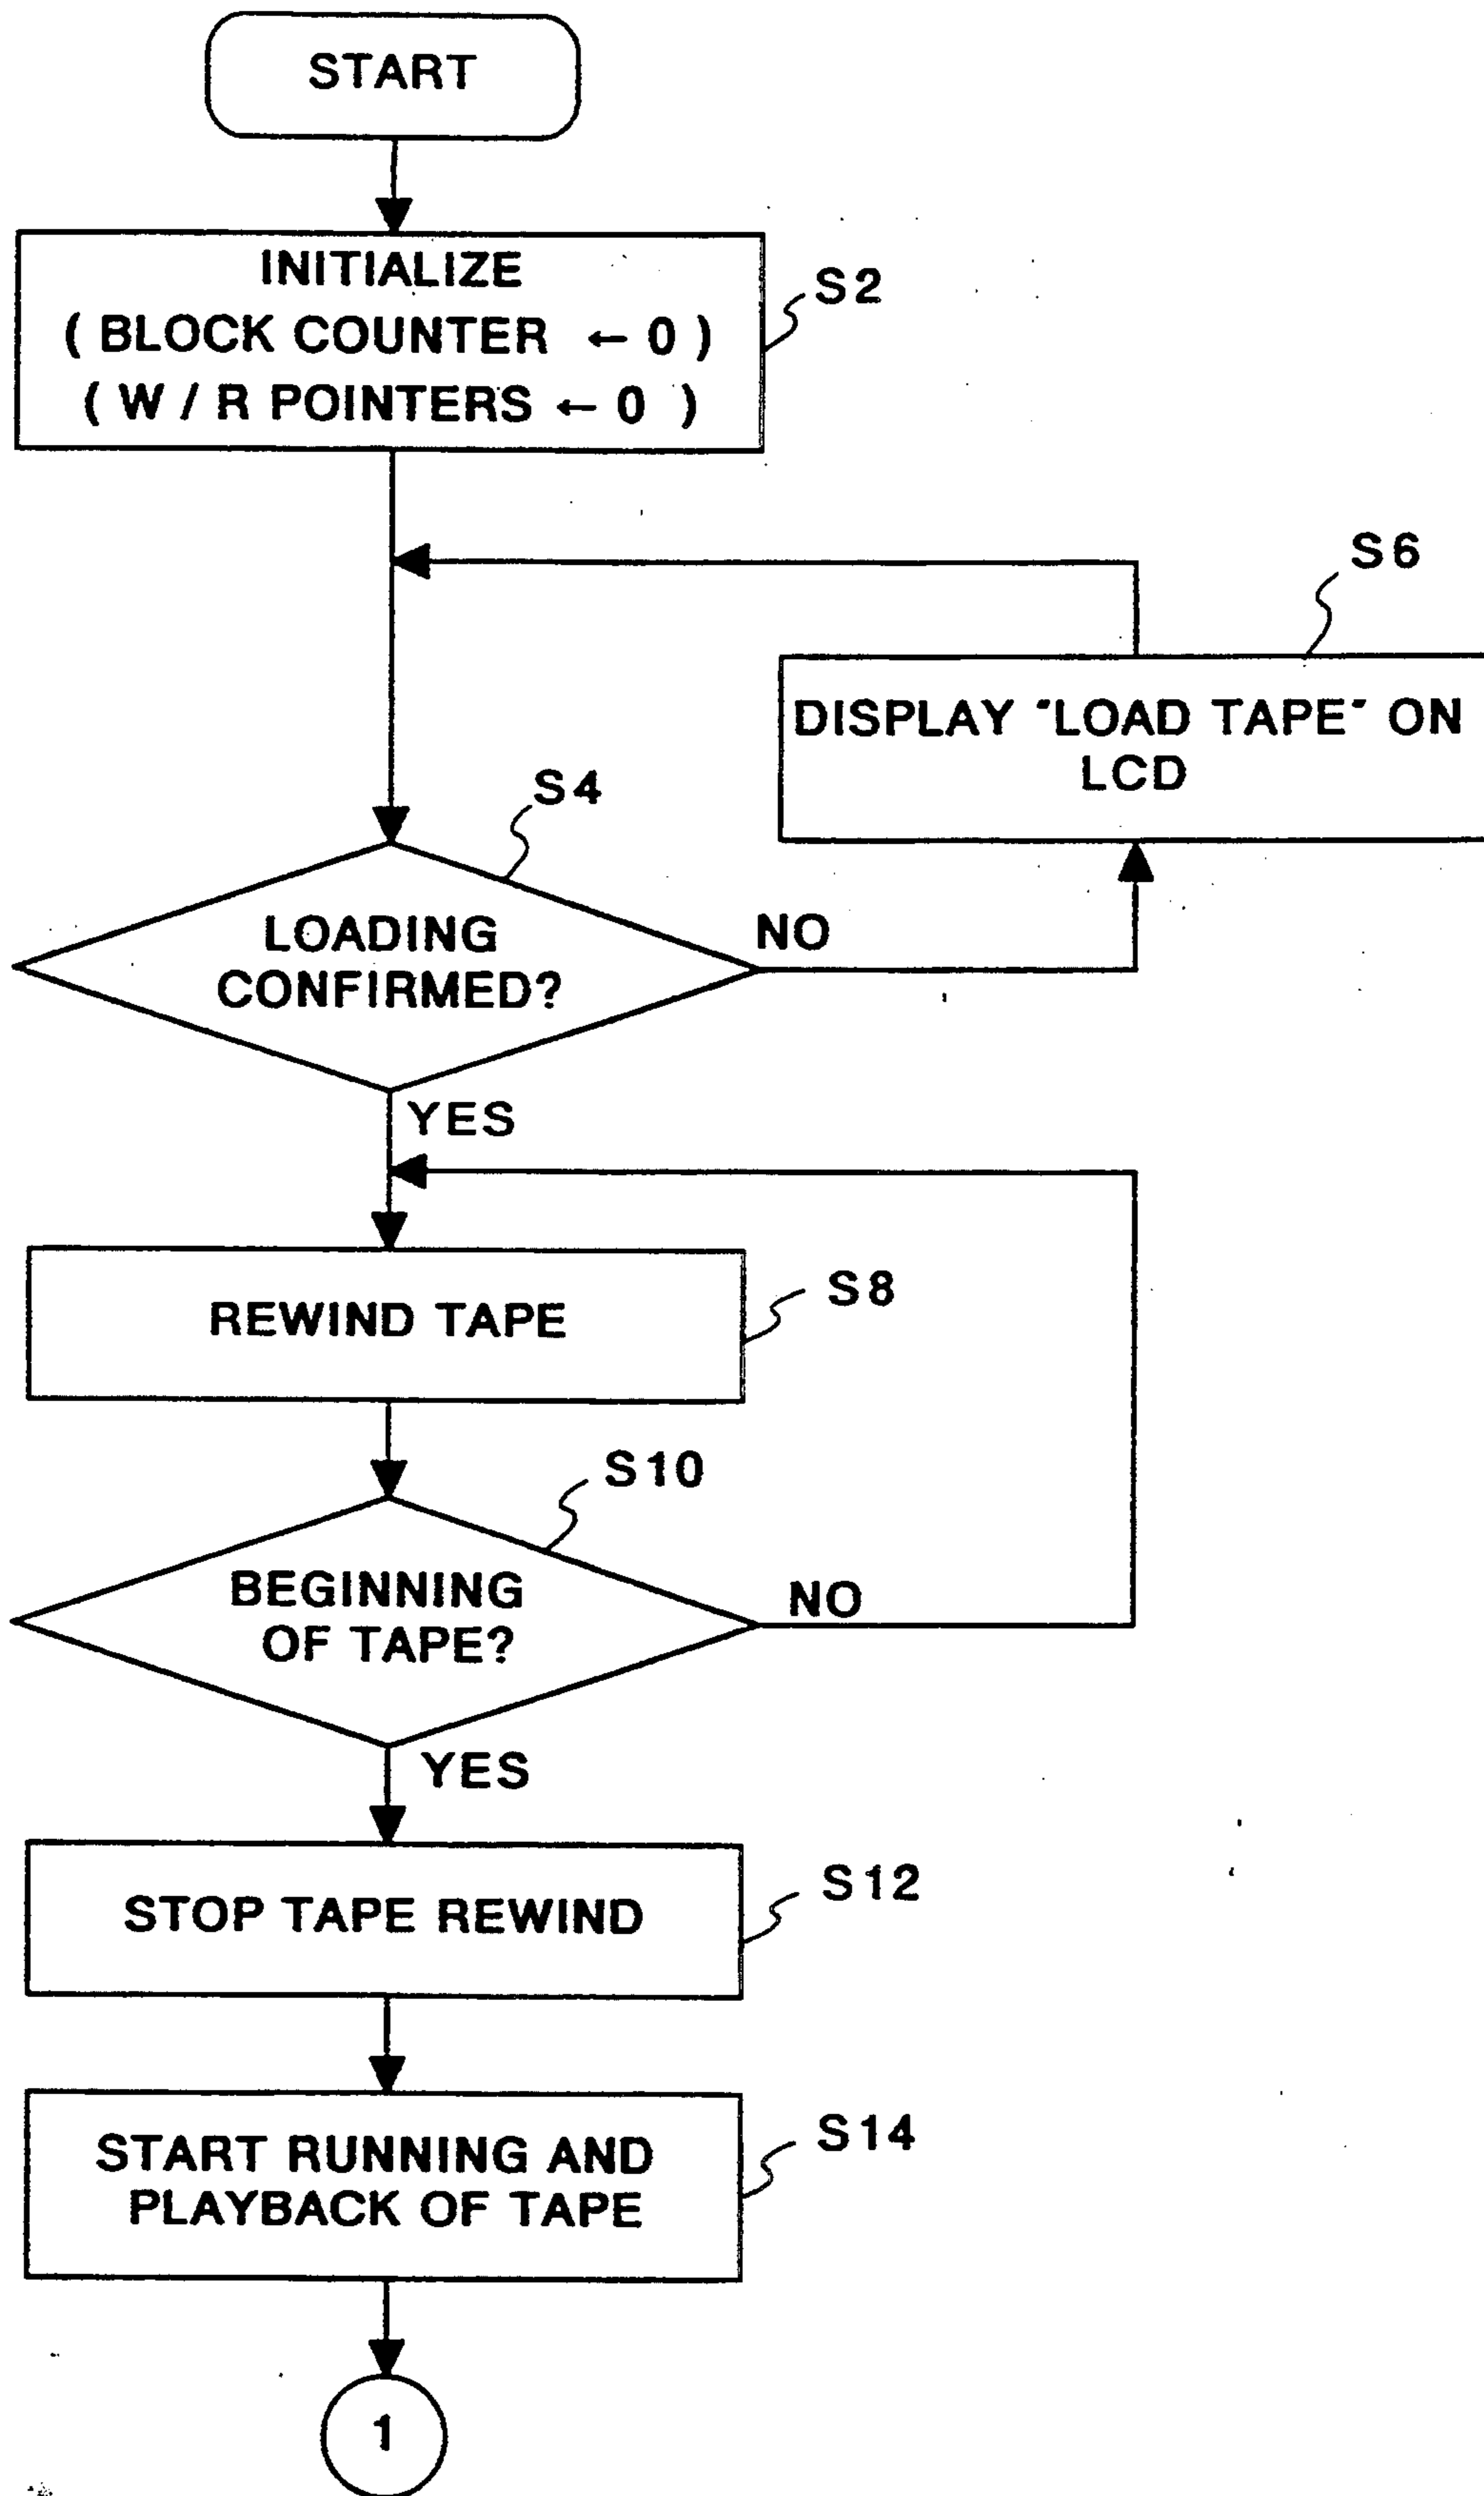 START
INITIALIZE
( BLOCK COUNTER ← 0 )
( W / R POINTERS ← 0 )
S2
S6
DISPLAY "LOAD TAPE" ON
LCD
S4
LOADING
CONFIRMED?
NO
YES
REWIND TAPE
S8
S10
BEGINNING
OF TAPE?
NO
YES
STOP TAPE REWIND
S12
START RUNNING AND
PLAYBACK OF TAPE
S14
1